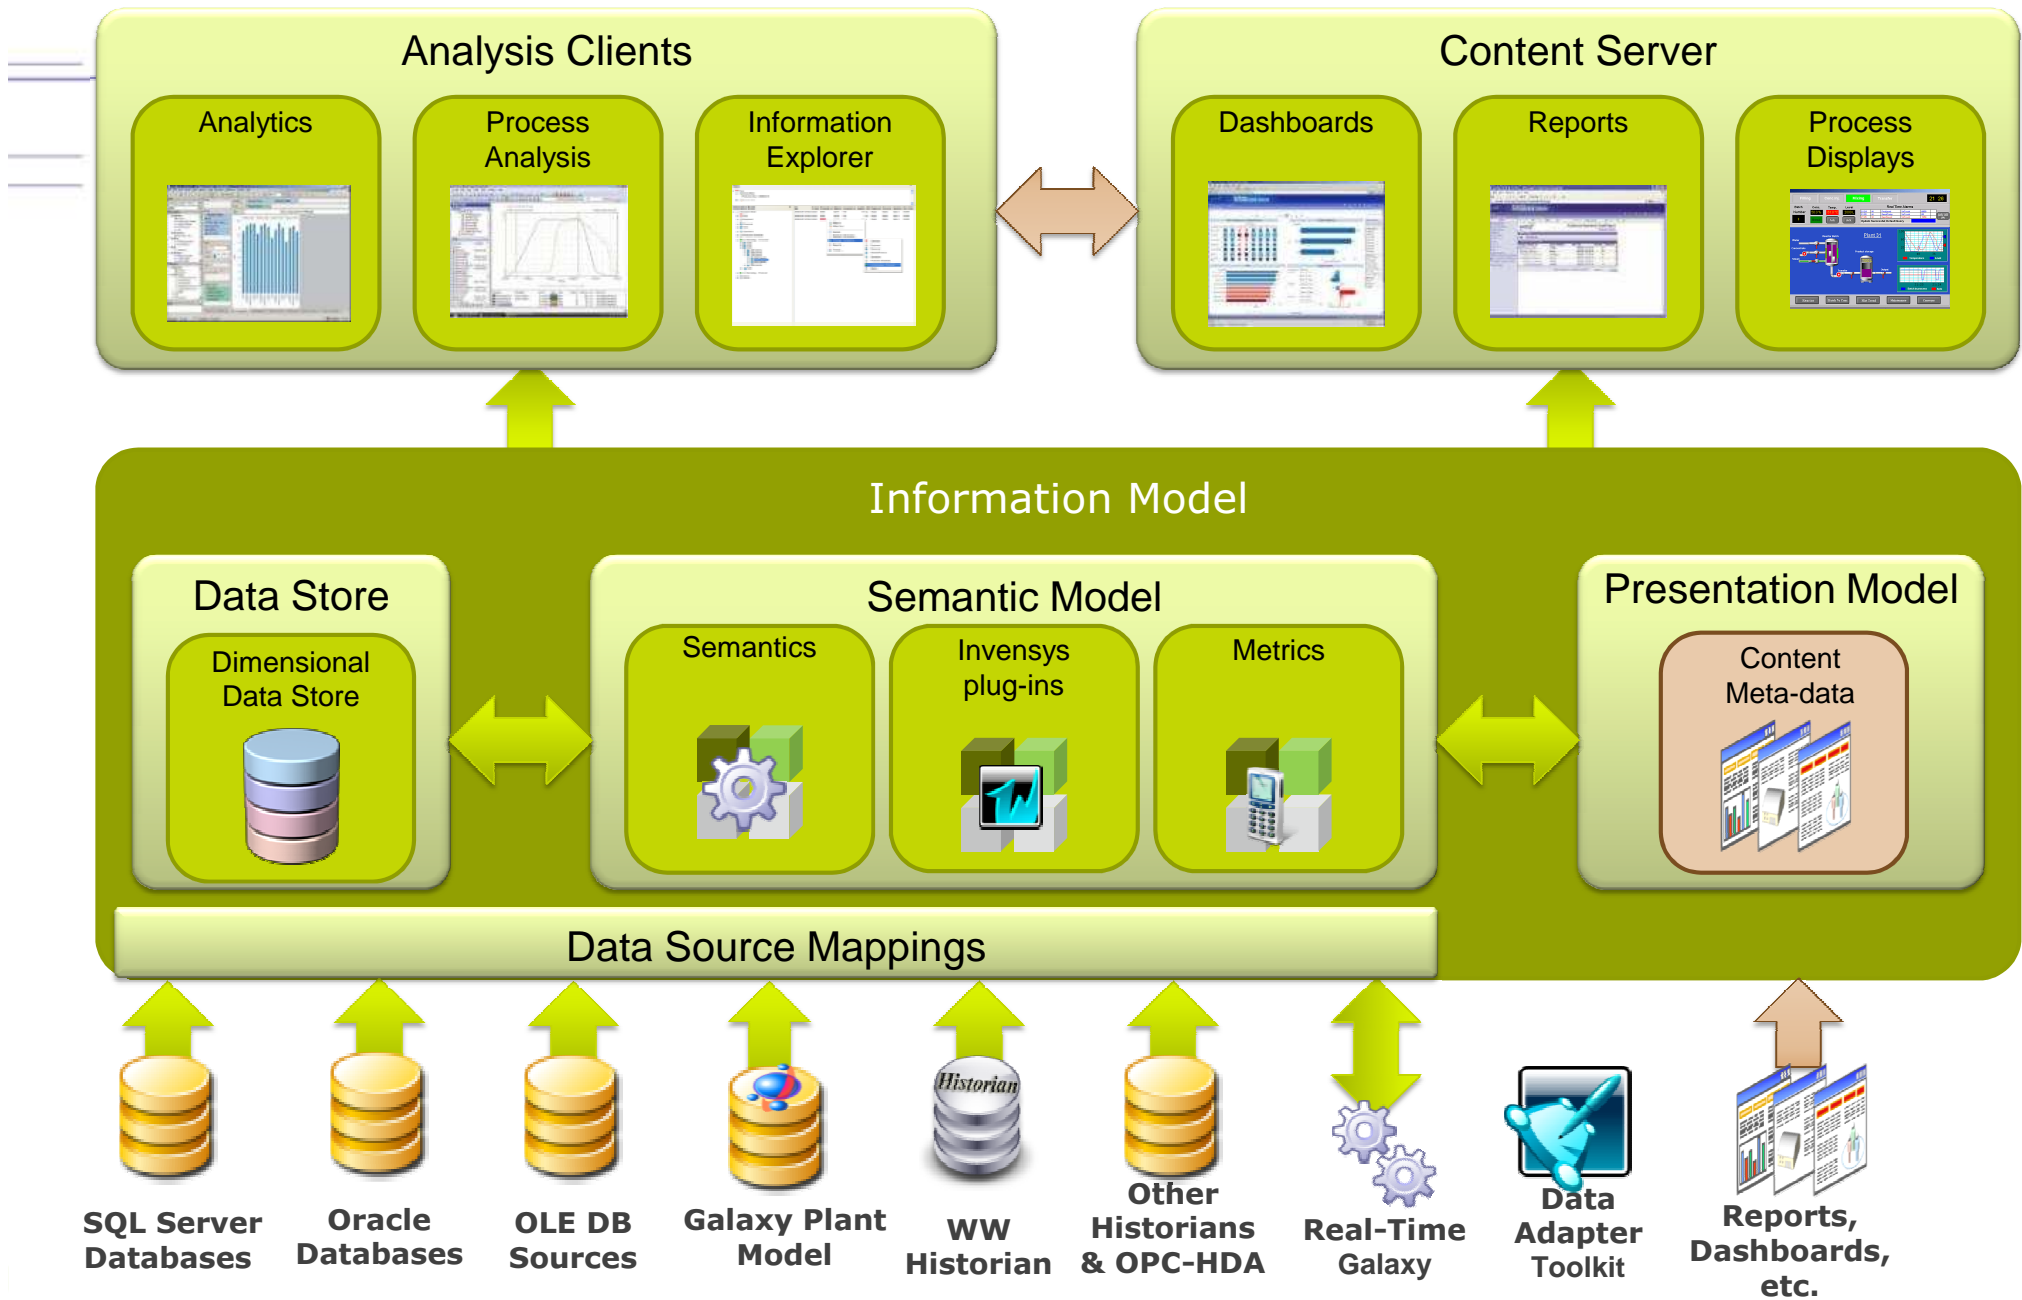 Analysis Clients
Analytics
Process
Analysis
Information
Explorer
Content Server
Dashboards
Reports
Process
Displays
Plant 31
Information Model
Data Store
Dimensional
Data Store
Semantic Model
Semantics
Invensys
plug-ins
Metrics
Presentation Model
Content
Meta-data
Data Source Mappings
Historian
SQL Server
Databases
Oracle
Databases
OLE DB
Sources
Galaxy Plant
Model
WW
Historian
Other
Historians
& OPC-HDA
Real-Time
Galaxy
Data
Adapter
Toolkit
Reports,
Dashboards,
etc.